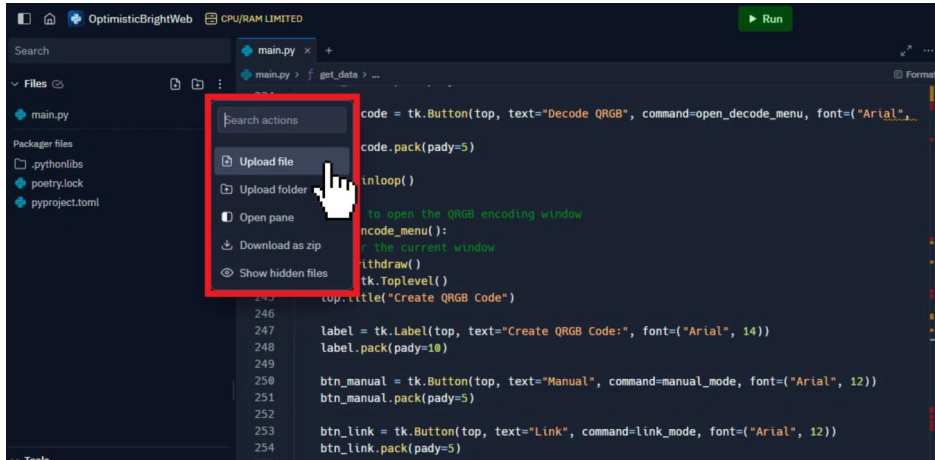 OptimisticBrightWeb CPU/RAM LIMITED Run
Search
main.py × +
Files
main.py > f get_data > ... Format
main.py
Packager files
.pythonlibs
poetry.lock
pyproject.toml
Search actions
Upload file
Upload folder
Open pane
Download as zip
Show hidden files
code = tk.Button(top, text="Decode QRGB", command=open_decode_menu, font=("Arial",
code.pack(pady=5)
inloop()
to open the QRGB encoding window
ncode_menu():
r the current window
ithdraw()
tk.Toplevel()
245 top.title("Create QRGB Code")
246
247 label = tk.Label(top, text="Create QRGB Code:", font=("Arial", 14))
248 label.pack(pady=10)
249
250 btn_manual = tk.Button(top, text="Manual", command=manual_mode, font=("Arial", 12))
251 btn_manual.pack(pady=5)
252
253 btn_link = tk.Button(top, text="Link", command=link_mode, font=("Arial", 12))
254 btn_link.pack(pady=5)
Tools